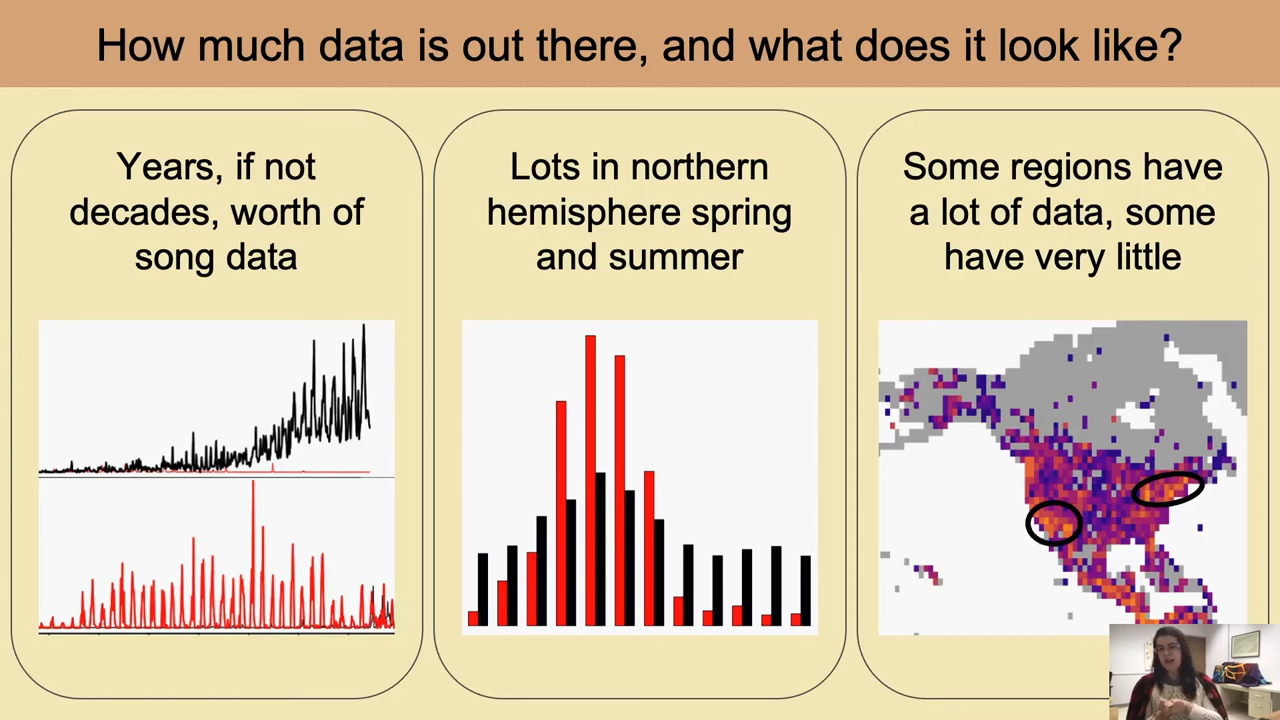 How much data is out there, and what does it look like?
Years, if not
decades, worth of
song data
Lots in northern
hemisphere spring
and summer
Some regions have
a lot of data, some
have very little